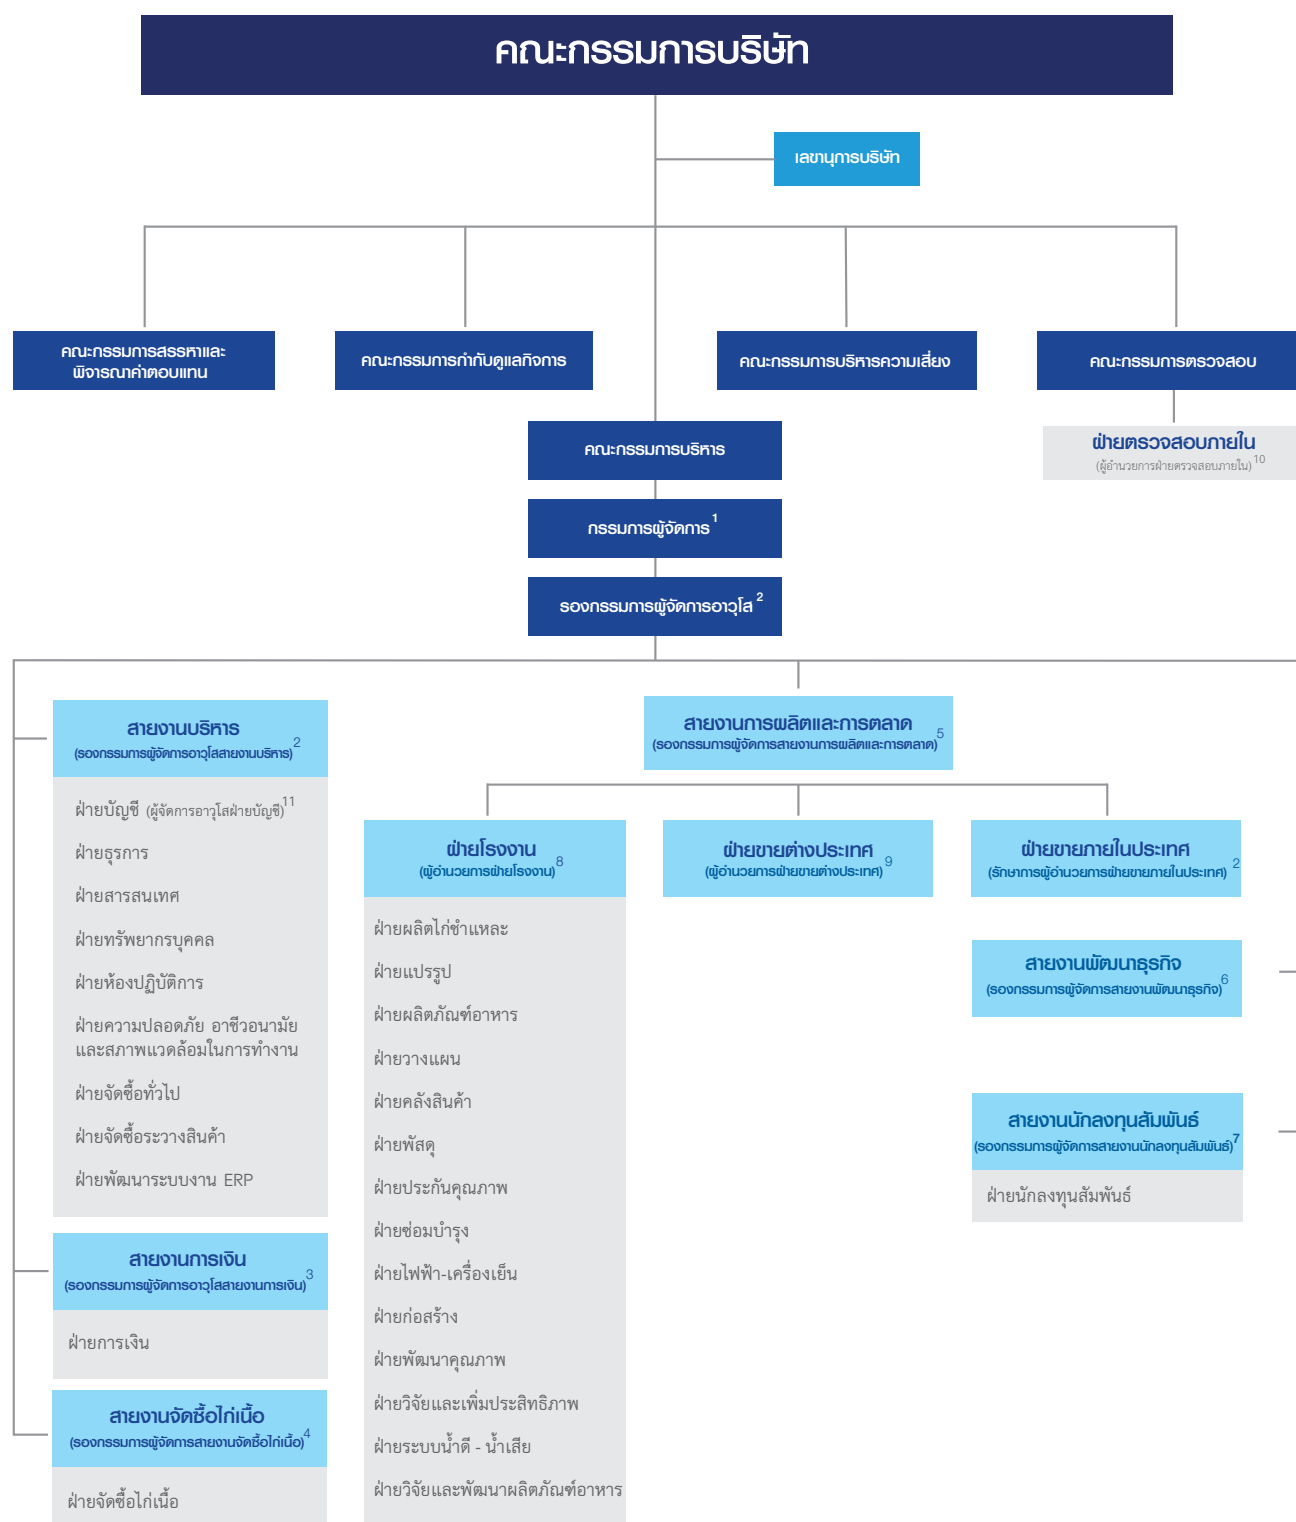 คณะกรรมการบริษัท
เลขานุการบริษัท
คณะกรรมการสรรหาและ
พิจารณาค่าตอบแทน
คณะกรรมการกำกับดูแลกิจการ
คณะกรรมการบริหารความเสี่ยง
คณะกรรมการตรวจสอบ
ฝ่ายตรวจสอบภายใน
(ผู้อำนวยการฝ่ายตรวจสอบภายใน) 10
คณะกรรมการบริหาร
กรรมการผู้จัดการ 1
รองกรรมการผู้จัดการอาวุโส 2
สายงานบริหาร
(รองกรรมการผู้จัดการอาวุโสสายงานบริหาร) 2
ฝ่ายบัญชี (ผู้จัดการอาวุโสฝ่ายบัญชี) 11
ฝ่ายธุรการ
ฝ่ายสารสนเทศ
ฝ่ายทรัพยากรบุคคล
ฝ่ายห้องปฏิบัติการ
ฝ่ายความปลอดภัย อาชีวอนามัย
และสภาพแวดล้อมในการทำงาน
ฝ่ายจัดซื้อทั่วไป
ฝ่ายจัดซื้อระวางสินค้า
ฝ่ายพัฒนาระบบงาน ERP
สายงานการเงิน
(รองกรรมการผู้จัดการอาวุโสสายงานการเงิน) 3
ฝ่ายการเงิน
สายงานจัดซื้อไก่เนื้อ
(รองกรรมการผู้จัดการสายงานจัดซื้อไก่เนื้อ) 4
ฝ่ายจัดซื้อไก่เนื้อ
สายงานการผลิตและการตลาด
(รองกรรมการผู้จัดการสายงานการผลิตและการตลาด) 5
ฝ่ายโรงงาน
(ผู้อำนวยการฝ่ายโรงงาน) 8
ฝ่ายผลิตไก่ชำแหละ
ฝ่ายแปรรูป
ฝ่ายผลิตภัณฑ์อาหาร
ฝ่ายวางแผน
ฝ่ายคลังสินค้า
ฝ่ายพัสดุ
ฝ่ายประกันคุณภาพ
ฝ่ายซ่อมบำรุง
ฝ่ายไฟฟ้า-เครื่องเย็น
ฝ่ายก่อสร้าง
ฝ่ายพัฒนาคุณภาพ
ฝ่ายวิจัยและเพิ่มประสิทธิภาพ
ฝ่ายระบบน้ำดี - น้ำเสีย
ฝ่ายวิจัยและพัฒนาผลิตภัณฑ์อาหาร
ฝ่ายขายต่างประเทศ
(ผู้อำนวยการฝ่ายขายต่างประเทศ) 9
ฝ่ายขายภายในประเทศ
(รักษาการผู้อำนวยการฝ่ายขายภายในประเทศ) 2
สายงานพัฒนาธุรกิจ
(รองกรรมการผู้จัดการสายงานพัฒนาธุรกิจ) 6
สายงานนักลงทุนสัมพันธ์
(รองกรรมการผู้จัดการสายงานนักลงทุนสัมพันธ์) 7
ฝ่ายนักลงทุนสัมพันธ์